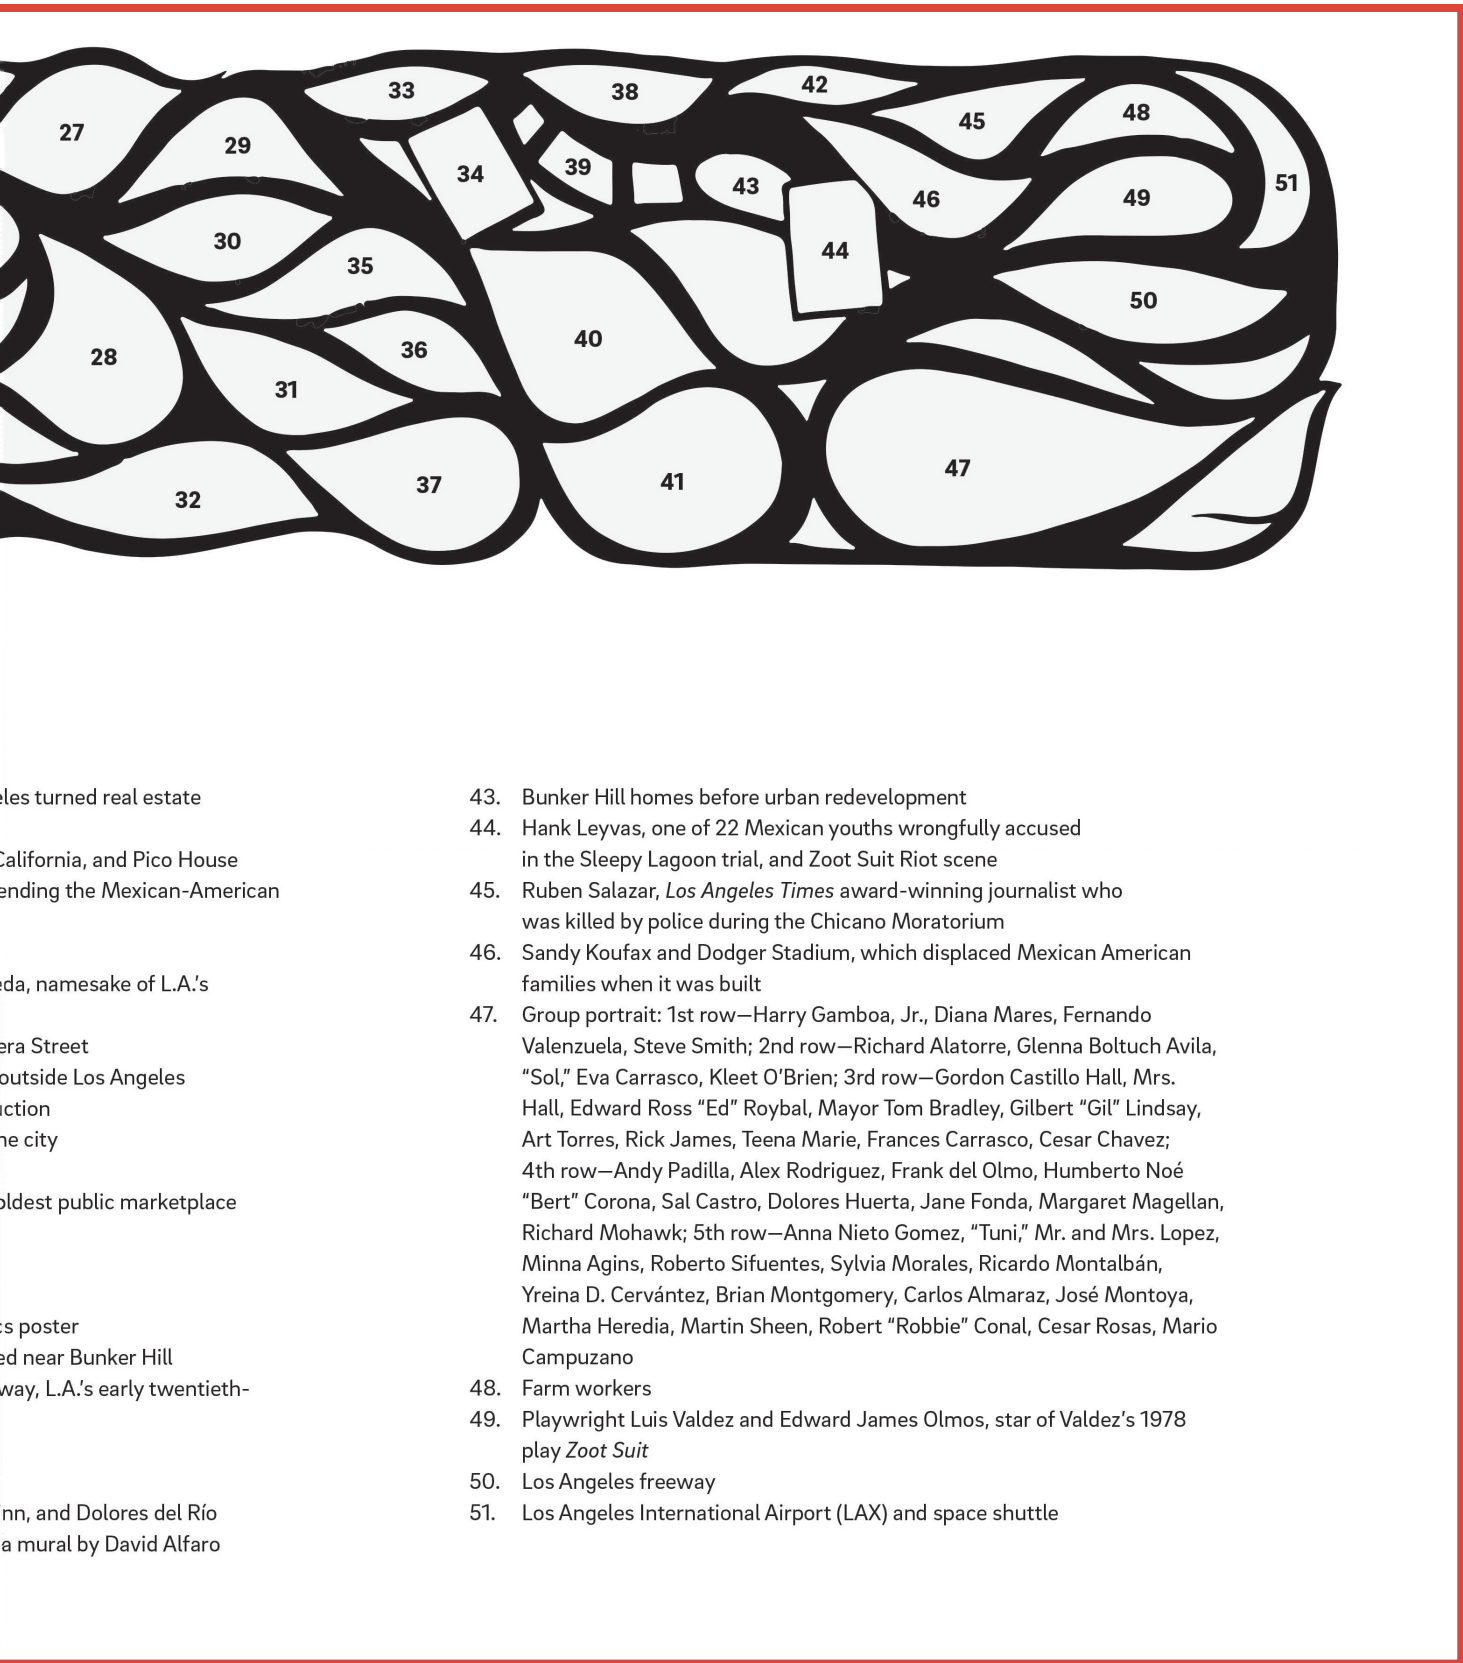 27
29
33
38
42
45
48
51
34
39
43
46
49
44
30
35
50
40
28
36
31
47
41
37
32
eles turned real estate
California, and Pico House
ending the Mexican-American
eda, namesake of L.A.’s
era Street
outside Los Angeles
uction
he city
oldest public marketplace
cs poster
ed near Bunker Hill
way, L.A.’s early twentieth-
inn, and Dolores del Río
a mural by David Alfaro
43. Bunker Hill homes before urban redevelopment
44. Hank Leyvas, one of 22 Mexican youths wrongfully accused
in the Sleepy Lagoon trial, and Zoot Suit Riot scene
45. Ruben Salazar, Los Angeles Times award-winning journalist who
was killed by police during the Chicano Moratorium
46. Sandy Koufax and Dodger Stadium, which displaced Mexican American
families when it was built
47. Group portrait: 1st row—Harry Gamboa, Jr., Diana Mares, Fernando
Valenzuela, Steve Smith; 2nd row—Richard Alatorre, Glenna Boltuch Avila,
“Sol,” Eva Carrasco, Kleet O’Brien; 3rd row—Gordon Castillo Hall, Mrs.
Hall, Edward Ross “Ed” Roybal, Mayor Tom Bradley, Gilbert “Gil” Lindsay,
Art Torres, Rick James, Teena Marie, Frances Carrasco, Cesar Chavez;
4th row—Andy Padilla, Alex Rodriguez, Frank del Olmo, Humberto Noé
“Bert” Corona, Sal Castro, Dolores Huerta, Jane Fonda, Margaret Magellan,
Richard Mohawk; 5th row—Anna Nieto Gomez, “Tuni,” Mr. and Mrs. Lopez,
Minna Agins, Roberto Sifuentes, Sylvia Morales, Ricardo Montalbán,
Yreina D. Cervántez, Brian Montgomery, Carlos Almaraz, José Montoya,
Martha Heredia, Martin Sheen, Robert “Robbie” Conal, Cesar Rosas, Mario
Campuzano
48. Farm workers
49. Playwright Luis Valdez and Edward James Olmos, star of Valdez’s 1978
play Zoot Suit
50. Los Angeles freeway
51. Los Angeles International Airport (LAX) and space shuttle